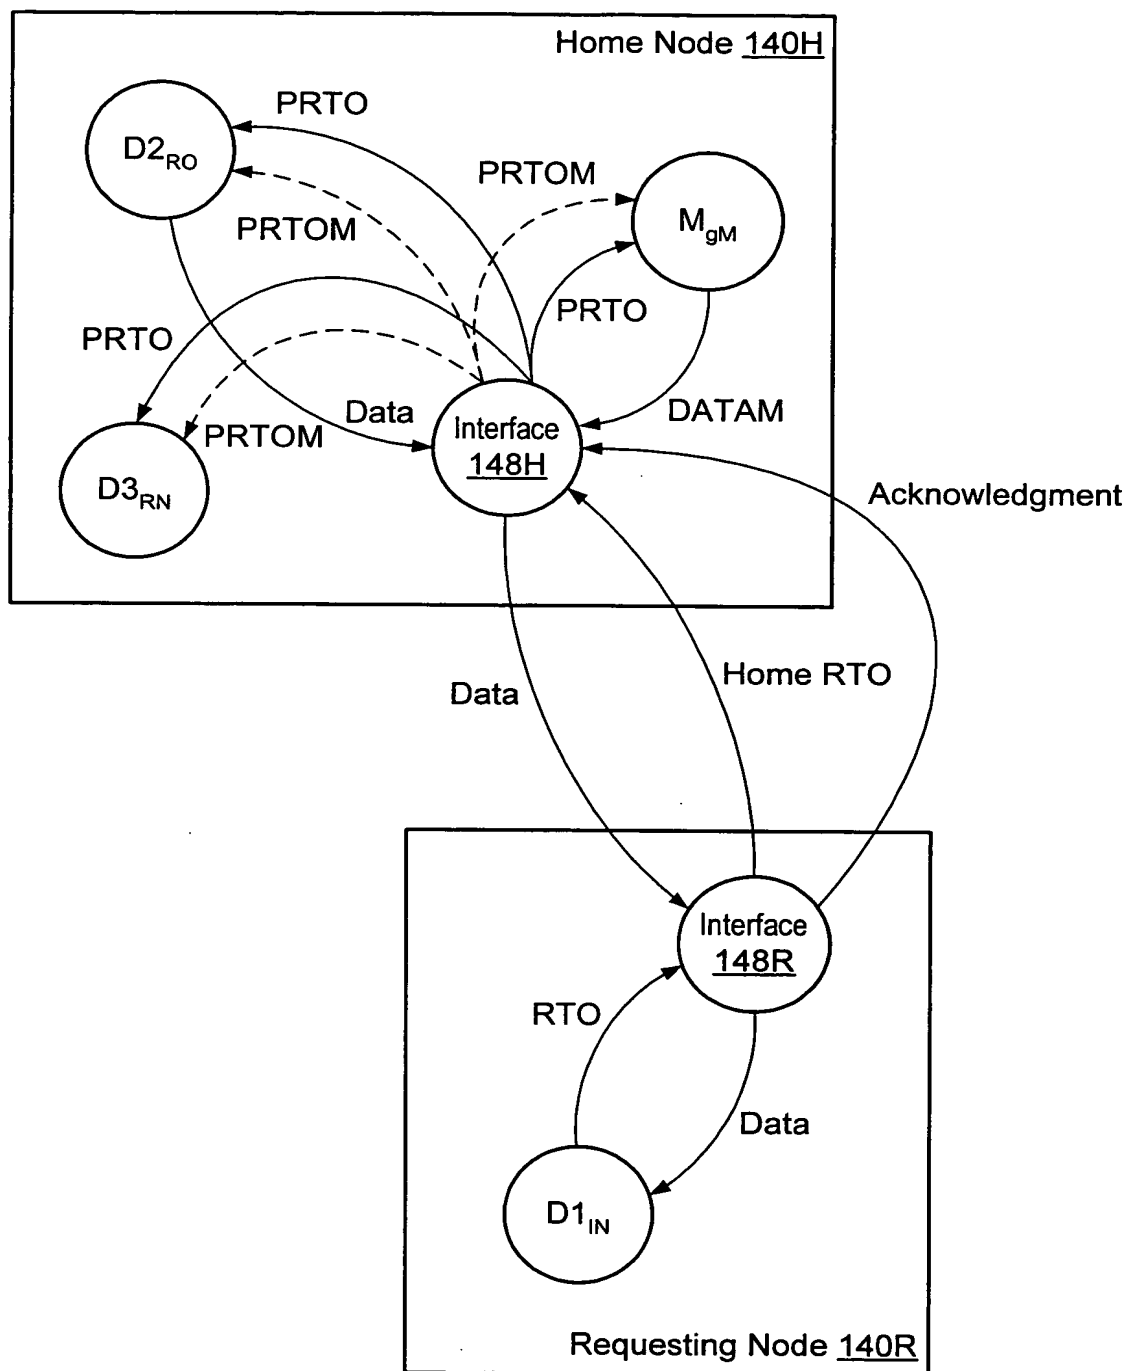 Home Node 140H
PRTO
D2RO
PRTOM
MgM
PRTOM
PRTO
PRTO
DATAM
Data
Interface
148H
PRTOM
D3RN
Acknowledgment
Home RTO
Data
Interface
148R
RTO
Data
D1IN
Requesting Node 140R